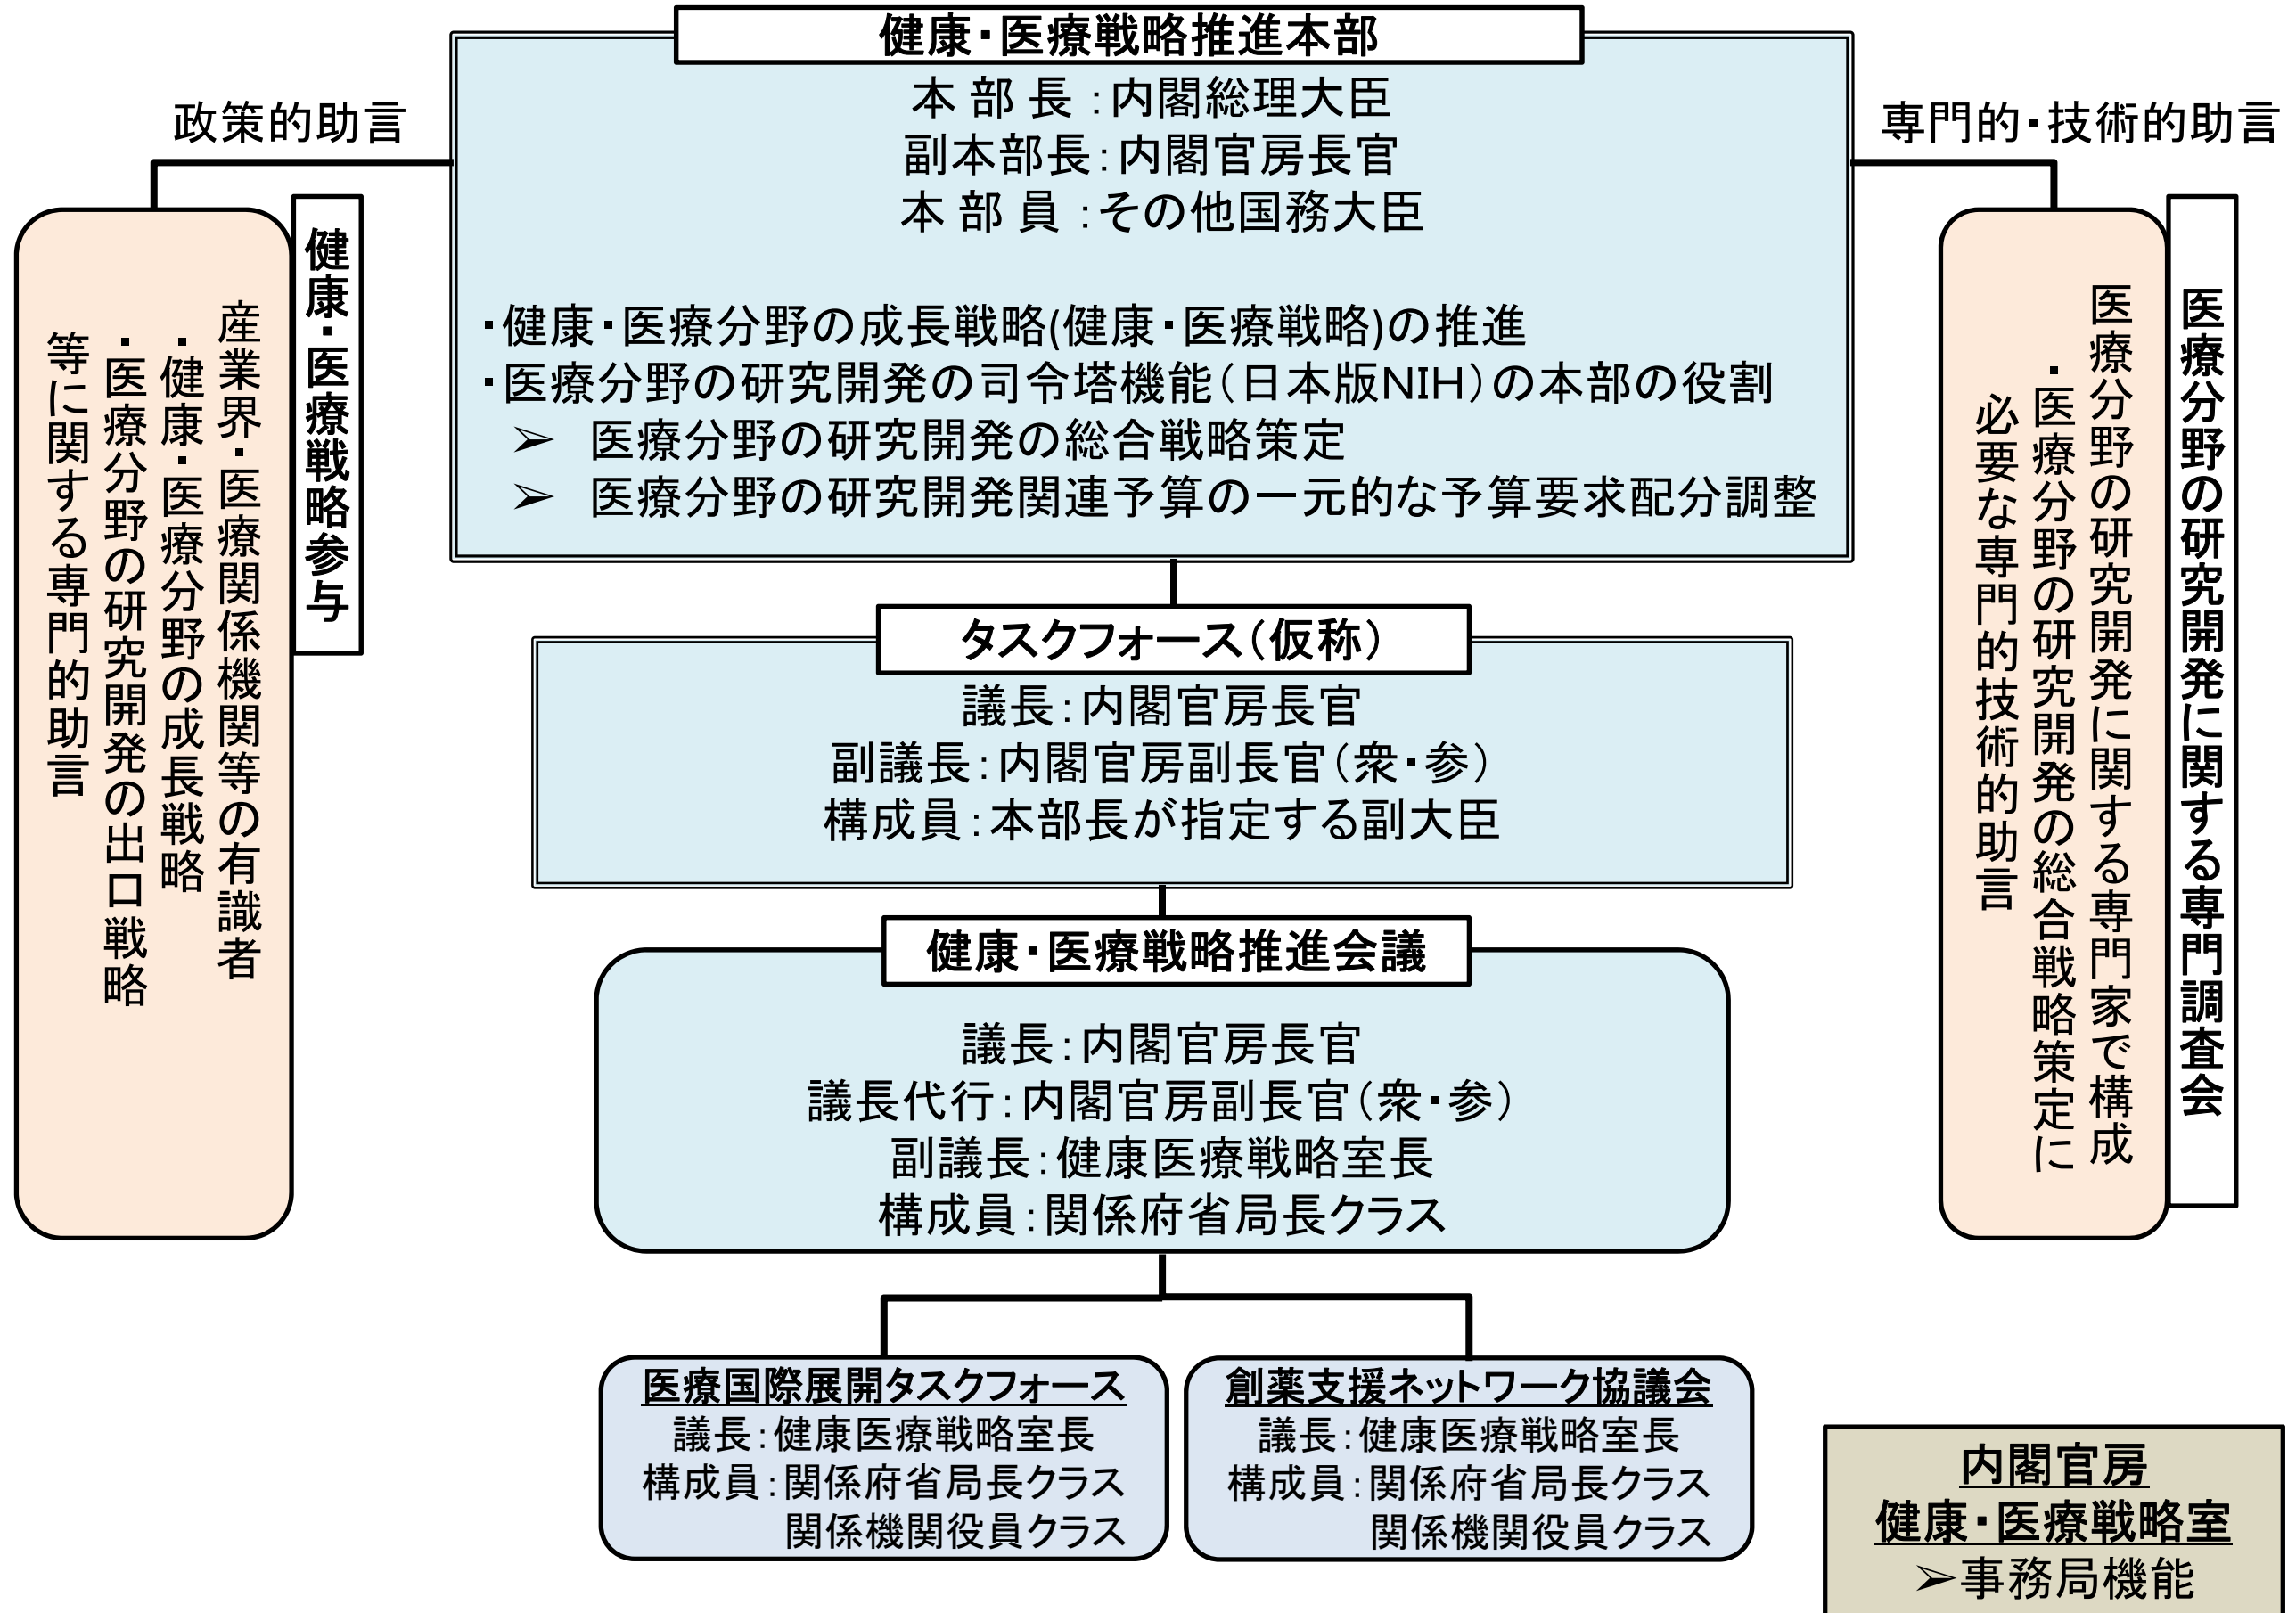 健康・医療戦略推進本部
本 部 長 ：内閣総理大臣
副本部長：内閣官房長官
本 部 員 ：その他国務大臣
・健康・医療分野の成長戦略(健康・医療戦略)の推進
・医療分野の研究開発の司令塔機能（日本版NIH）の本部の役割
➢ 医療分野の研究開発の総合戦略策定
➢ 医療分野の研究開発関連予算の一元的な予算要求配分調整
政策的助言
健康・医療戦略参与
産業界・医療関係機関等の有識者
・健康・医療分野の成長戦略
・医療分野の研究開発の出口戦略
等に関する専門的助言
専門的・技術的助言
医療分野の研究開発に関する専門調査会
医療分野の研究開発に関する専門家で構成
・医療分野の研究開発の総合戦略策定に
必要な専門的技術的助言
タスクフォース（仮称）
議長：内閣官房長官
副議長：内閣官房副長官（衆・参）
構成員：本部長が指定する副大臣
健康・医療戦略推進会議
議長：内閣官房長官
議長代行：内閣官房副長官（衆・参）
副議長：健康医療戦略室長
構成員：関係府省局長クラス
医療国際展開タスクフォース
議長：健康医療戦略室長
構成員：関係府省局長クラス
関係機関役員クラス
創薬支援ネットワーク協議会
議長：健康医療戦略室長
構成員：関係府省局長クラス
関係機関役員クラス
内閣官房
健康・医療戦略室
➢事務局機能